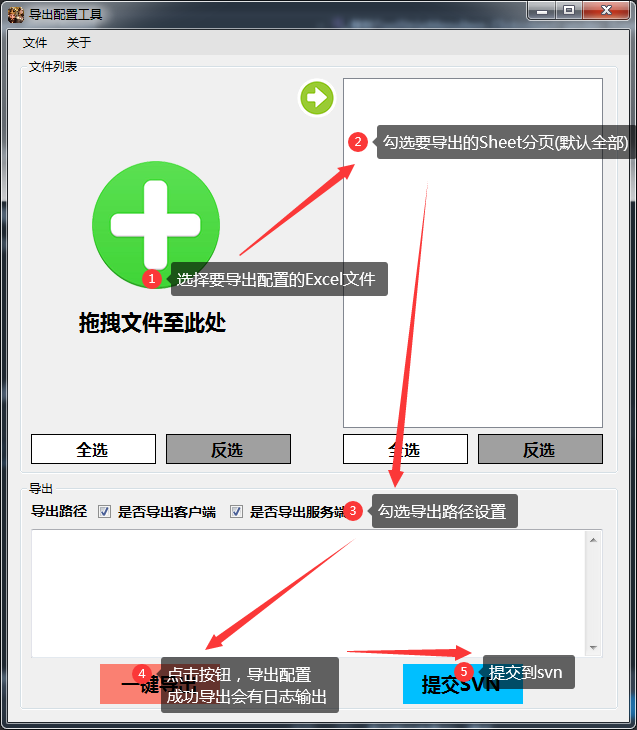 导出配置工具
文件 关于
文件列表
2 勾选要导出的Sheet分页(默认全部)
1 选择要导出配置的Excel文件
拖拽文件至此处
全选 反选 全选 反选
导出
导出路径 是否导出客户端 是否导出服务端 3 勾选导出路径设置
4 点击按钮，导出配置
成功导出会有日志输出
一键导出
5 提交到svn
提交SVN